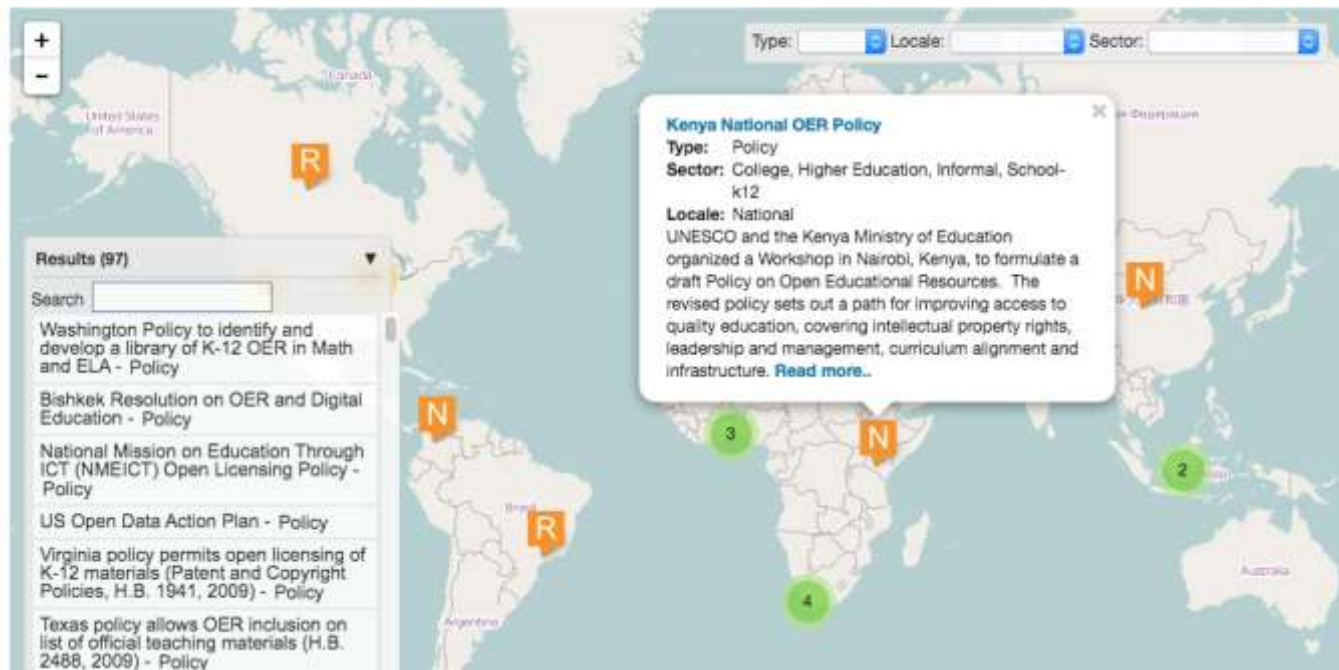 +
−
Type:
Locale:
Sector:
Canada
United States
of America
R
Kenya National OER Policy
×
Type: Policy
Sector: College, Higher Education, Informal, School-
k12
Locale: National
UNESCO and the Kenya Ministry of Education
organized a Workshop in Nairobi, Kenya, to formulate a
draft Policy on Open Educational Resources. The
revised policy sets out a path for improving access to
quality education, covering intellectual property rights,
leadership and management, curriculum alignment and
infrastructure. Read more..
Федерация
Results (97) ▼
Search
Washington Policy to identify and
develop a library of K-12 OER in Math
and ELA - Policy
Bishkek Resolution on OER and Digital
Education - Policy
National Mission on Education Through
ICT (NMEICT) Open Licensing Policy -
Policy
US Open Data Action Plan - Policy
Virginia policy permits open licensing of
K-12 materials (Patent and Copyright
Policies, H.B. 1941, 2009) - Policy
Texas policy allows OER inclusion on
list of official teaching materials (H.B.
2488, 2009) - Policy
N
N
3
N
2
Brasil
R
4
Argentina
Australia